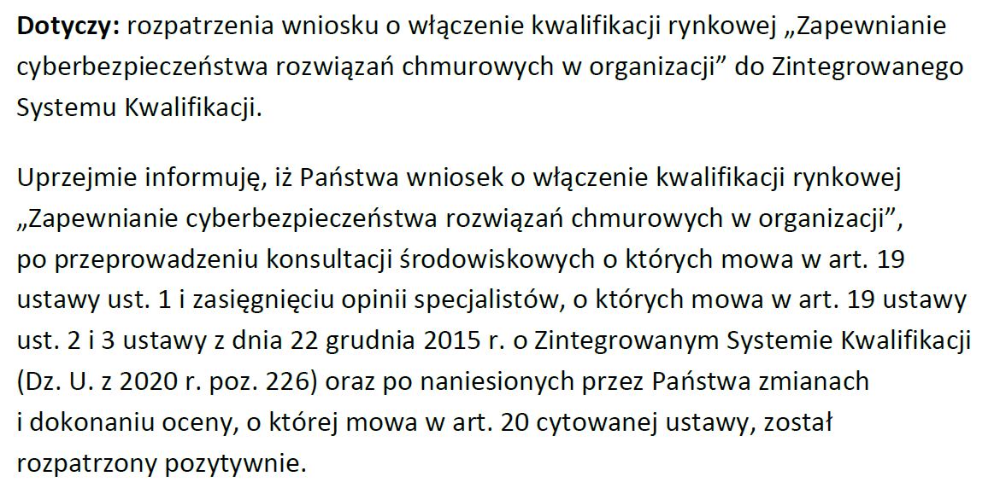 Dotyczy: rozpatrzenia wniosku o włączenie kwalifikacji rynkowej „Zapewnianie
cyberbezpieczeństwa rozwiązań chmurowych w organizacji” do Zintegrowanego
Systemu Kwalifikacji.
Uprzejmie informuję, iż Państwa wniosek o włączenie kwalifikacji rynkowej
„Zapewnianie cyberbezpieczeństwa rozwiązań chmurowych w organizacji”,
po przeprowadzeniu konsultacji środowiskowych o których mowa w art. 19
ustawy ust. 1 i zasięgnięciu opinii specjalistów, o których mowa w art. 19 ustawy
ust. 2 i 3 ustawy z dnia 22 grudnia 2015 r. o Zintegrowanym Systemie Kwalifikacji
(Dz. U. z 2020 r. poz. 226) oraz po naniesionych przez Państwa zmianach
i dokonaniu oceny, o której mowa w art. 20 cytowanej ustawy, został
rozpatrzony pozytywnie.